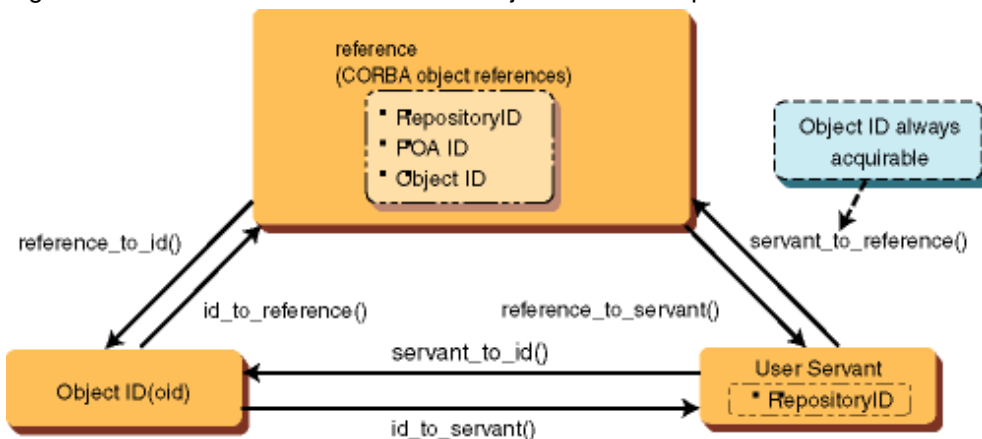 reference
(CORBA object references)
RepositoryID
POA ID
Object ID
Object ID always
acquirable
reference_to_id()
servant_to_reference()
id_to_reference()
reference_to_servant()
servant_to_id()
Object ID(oid)
User Servant
RepositoryID
id_to_servant()